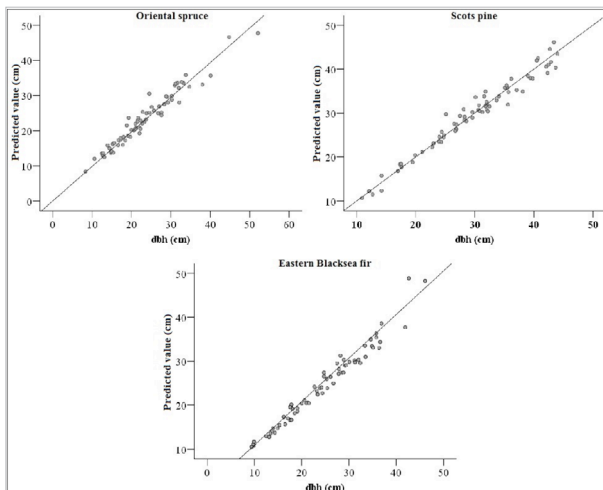 Oriental spruce
Predicted value (cm)
50
40
30
20
10
0
0 10 20 30 40 50 60
dbh (cm)
Scots pine
Predicted value (cm)
50
40
30
20
10
10 20 30 40 50
dbh (cm)
Eastern Blacksea fir
Predicted value (cm)
50
40
30
20
10
0 10 20 30 40 50
dbh (cm)